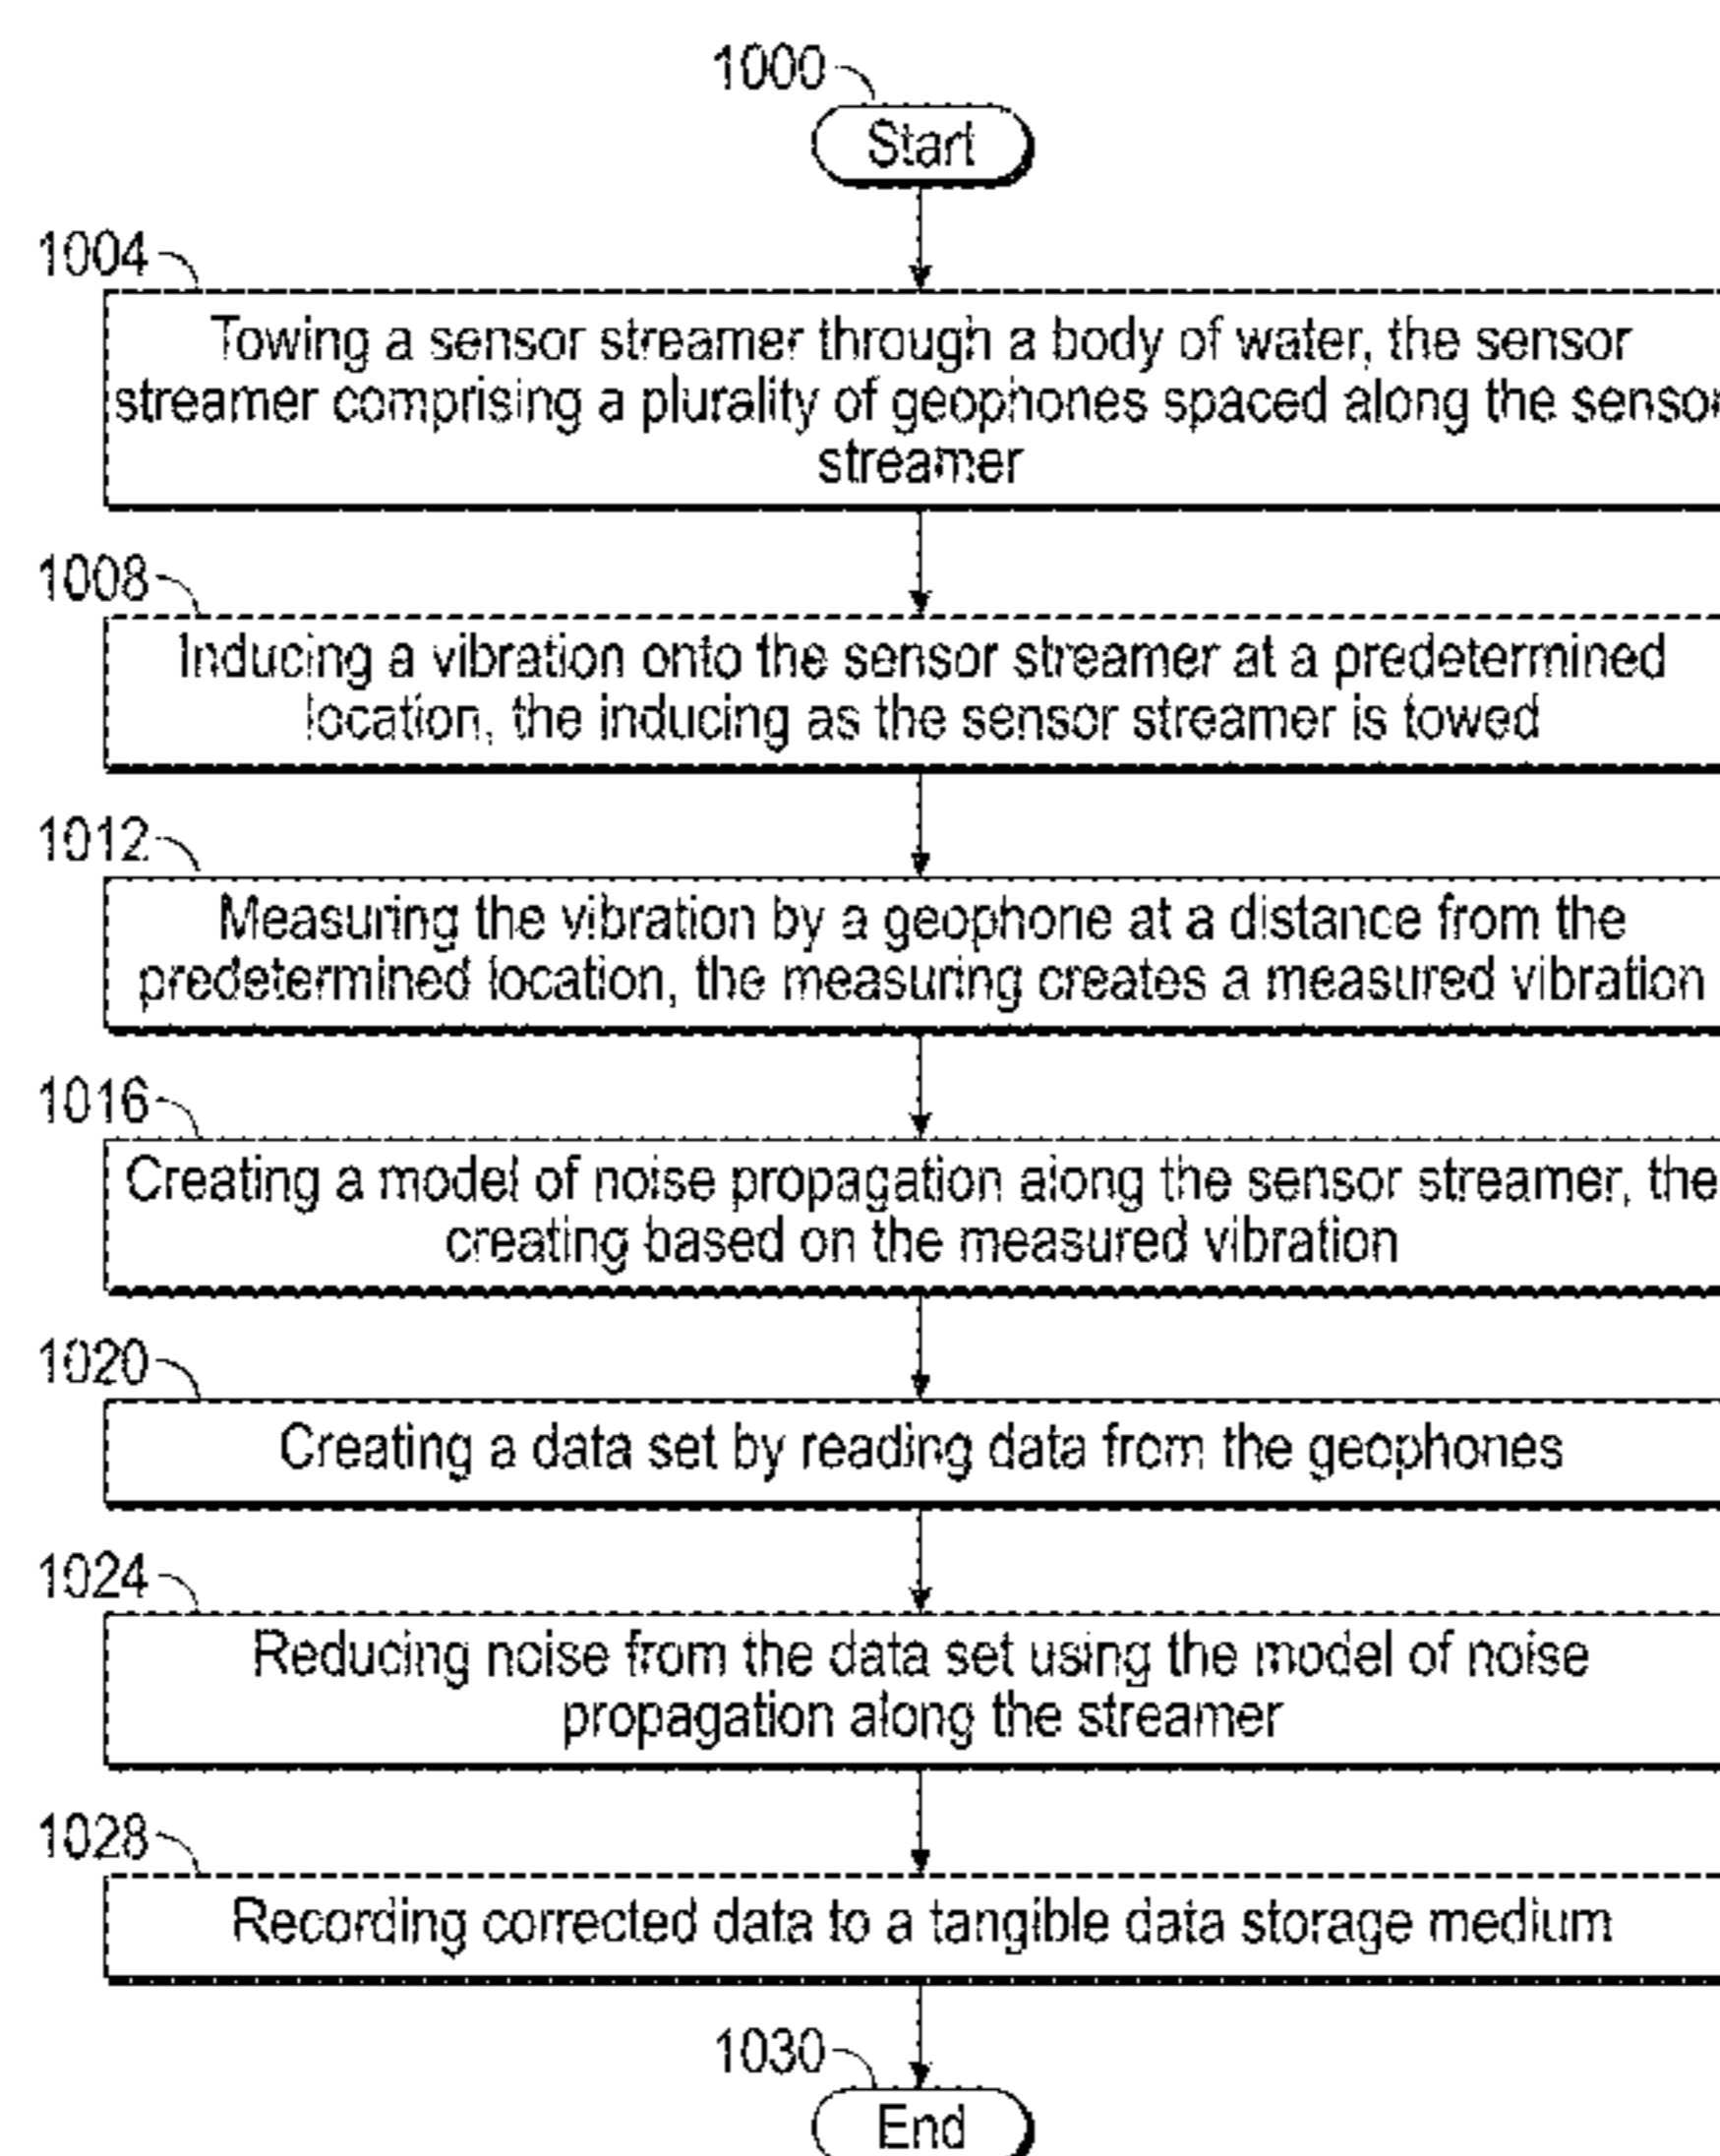 1000
Start
1004
Towing a sensor streamer through a body of water, the sensor
streamer comprising a plurality of geophones spaced along the sensor
streamer
1008
Inducing a vibration onto the sensor streamer at a predetermined
location, the inducing as the sensor streamer is towed
1012
Measuring the vibration by a geophone at a distance from the
predetermined location, the measuring creates a measured vibration
1016
Creating a model of noise propagation along the sensor streamer, the
creating based on the measured vibration
1020
Creating a data set by reading data from the geophones
1024
Reducing noise from the data set using the model of noise
propagation along the streamer
1028
Recording corrected data to a tangible data storage medium
1030
End